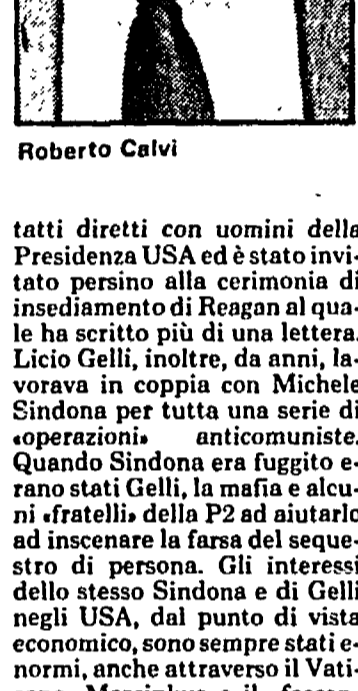 Roberto Calvi
tatti diretti con uomini della
Presidenza USA ed è stato invi-
tato persino alla cerimonia di
insediamento di Reagan al qua-
le ha scritto più di una lettera.
Licio Gelli, inoltre, da anni, la-
vorava in coppia con Michele
Sindona per tutta una serie di
«operazioni» anticomuniste.
Quando Sindona era fuggito e-
rano stati Gelli, la mafia e alcu-
ni «fratelli» della P2 ad aiutarlo
ad inscenare la farsa del seque-
stro di persona. Gli interessi
dello stesso Sindona e di Gelli
negli USA, dal punto di vista
economico, sono sempre stati e-
normi, anche attraverso il Vati-